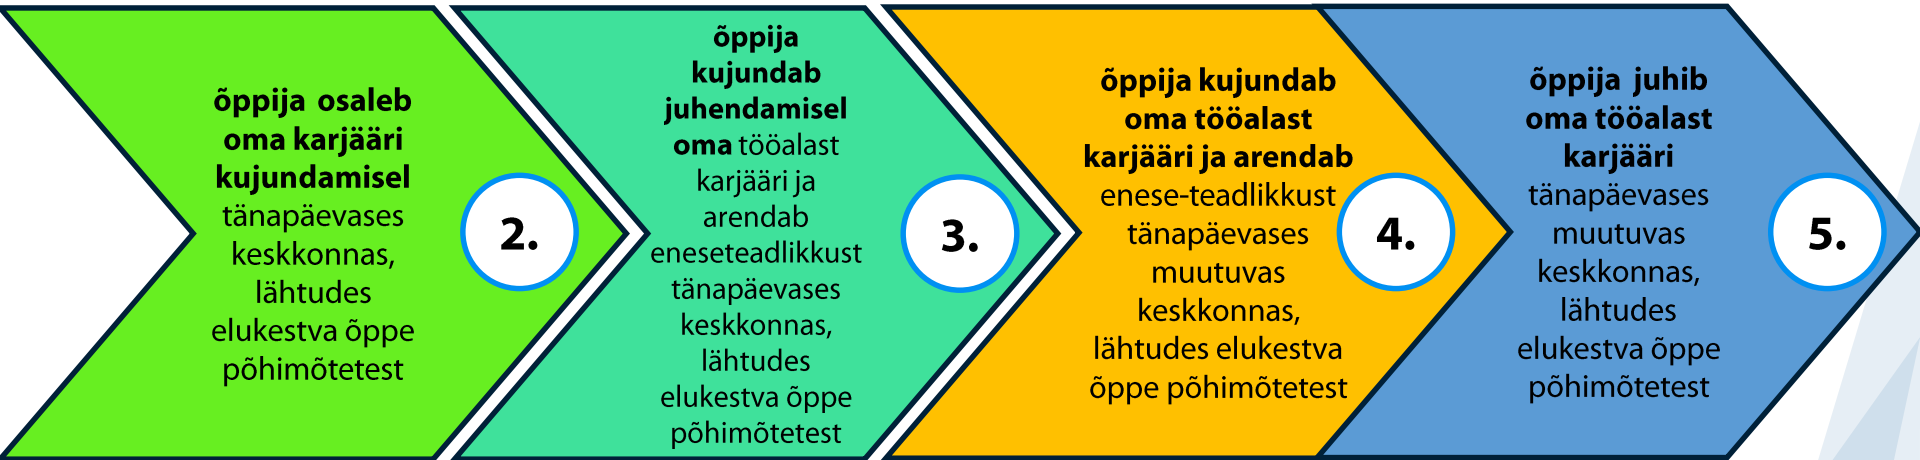 õppija osaleb
oma karjääri
kujundamisel
tänapäevases
keskkonnas,
lähtudes
elukestva õppe
põhimõtetest
2.
õppija
kujundab
juhendamisel
oma tööalast
karjääri ja
arendab
eneseteadlikkust
tänapäevases
keskkonnas,
lähtudes
elukestva õppe
põhimõtetest
3.
õppija kujundab
oma tööalast
karjääri ja arendab
enese-teadlikkust
tänapäevases
muutuvas
keskkonnas,
lähtudes elukestva
õppe põhimõtetest
4.
õppija juhib
oma tööalast
karjääri
tänapäevases
muutuvas
keskkonnas,
lähtudes
elukestva õppe
põhimõtetest
5.